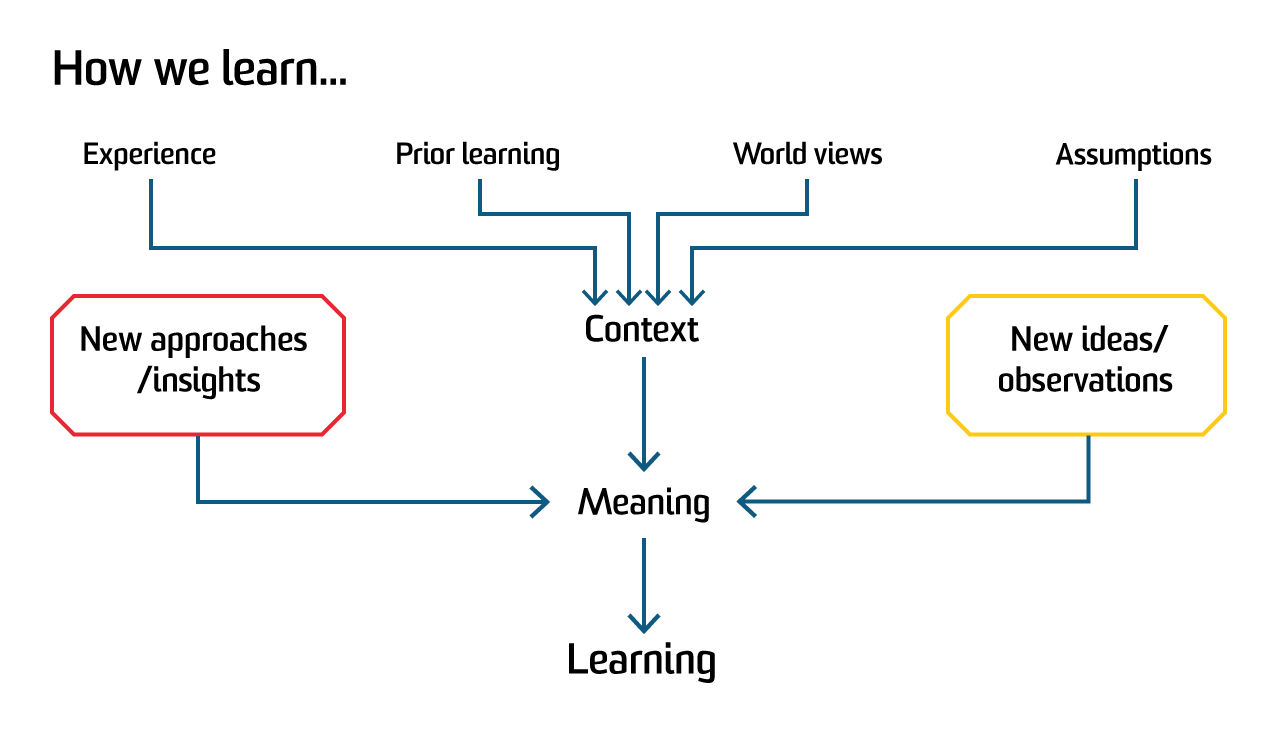 How we learn...
Experience
Prior learning
World views
Assumptions
Context
New approaches
/insights
New ideas/
observations
Meaning
Learning